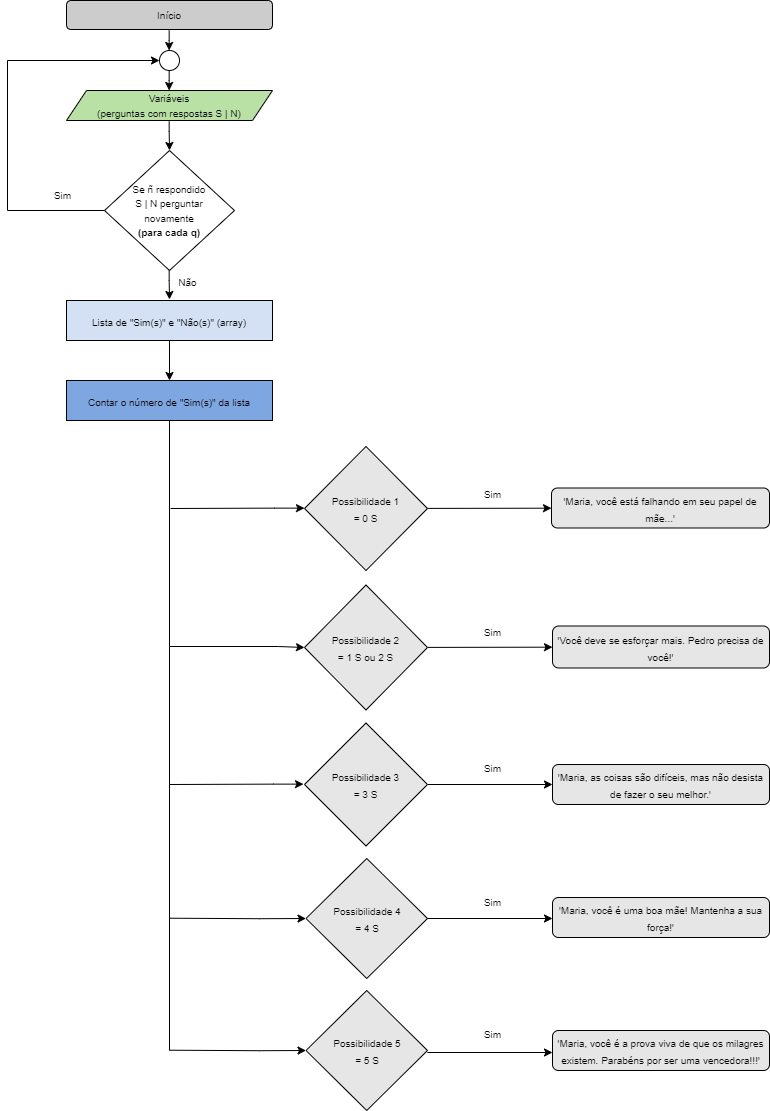 Início
Variáveis
(perguntas com respostas S | N)
Se ñ respondido
S | N perguntar
novamente
(para cada q)
Sim
Não
Lista de "Sim(s)" e "Não(s)" (array)
Contar o número de "Sim(s)" da lista
Possibilidade 1
= 0 S
Sim
'Maria, você está falhando em seu papel de
mãe...'
Possibilidade 2
= 1 S ou 2 S
Sim
'Você deve se esforçar mais. Pedro precisa de
você!'
Possibilidade 3
= 3 S
Sim
'Maria, as coisas são difíceis, mas não desista
de fazer o seu melhor.'
Possibilidade 4
= 4 S
Sim
'Maria, você é uma boa mãe! Mantenha a sua
força!'
Possibilidade 5
= 5 S
Sim
'Maria, você é a prova viva de que os milagres
existem. Parabéns por ser uma vencedora!!!'